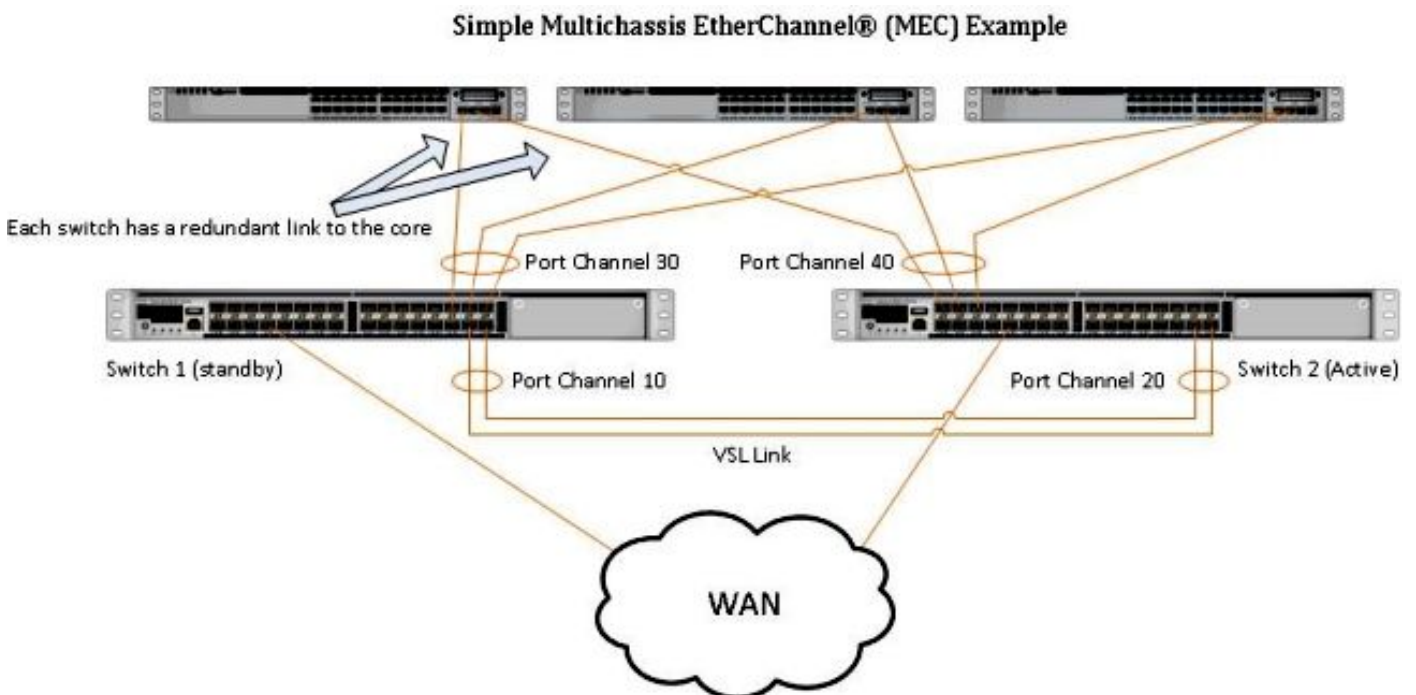 Simple Multichassis EtherChannel® (MEC) Example
Each switch has a redundant link to the core
Port Channel 30
Port Channel 40
Switch 1 (standby)
Port Channel 10
Port Channel 20
Switch 2 (Active)
VSL Link
WAN